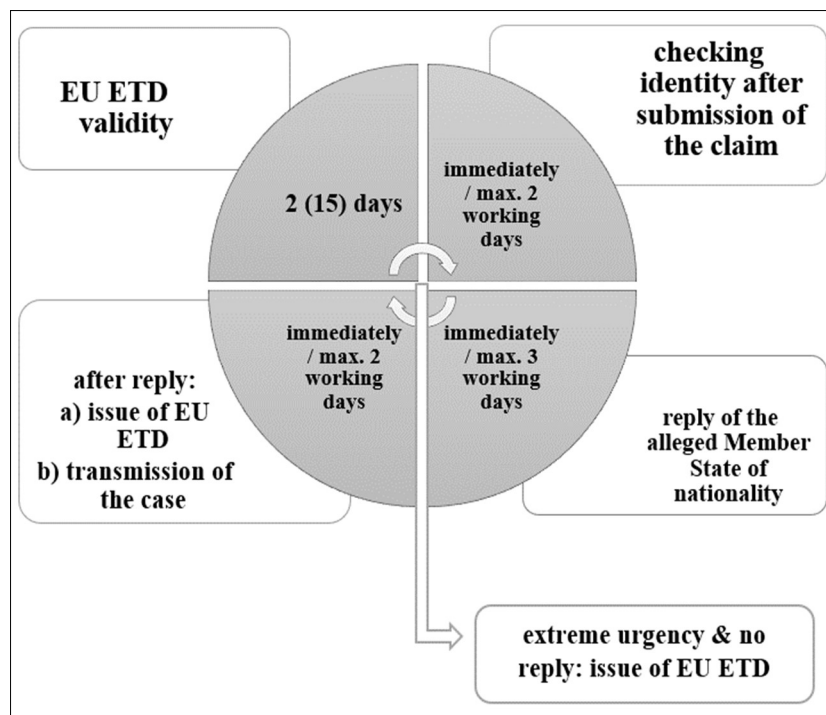 EU ETD
validity
2 (15) days
checking
identity after
submission of
the claim
immediately
/ max. 2
working
days
immediately
/ max. 3
working
days
reply of the
alleged Member
State of
nationality
immediately
/ max. 2
working
days
after reply:
a) issue of EU
ETD
b) transmission of
the case
extreme urgency & no
reply: issue of EU ETD